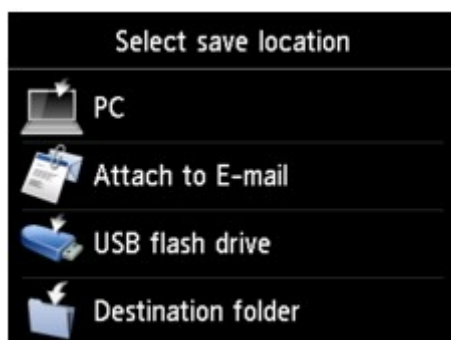 Select save location
PC
Attach to E-mail
USB flash drive
Destination folder